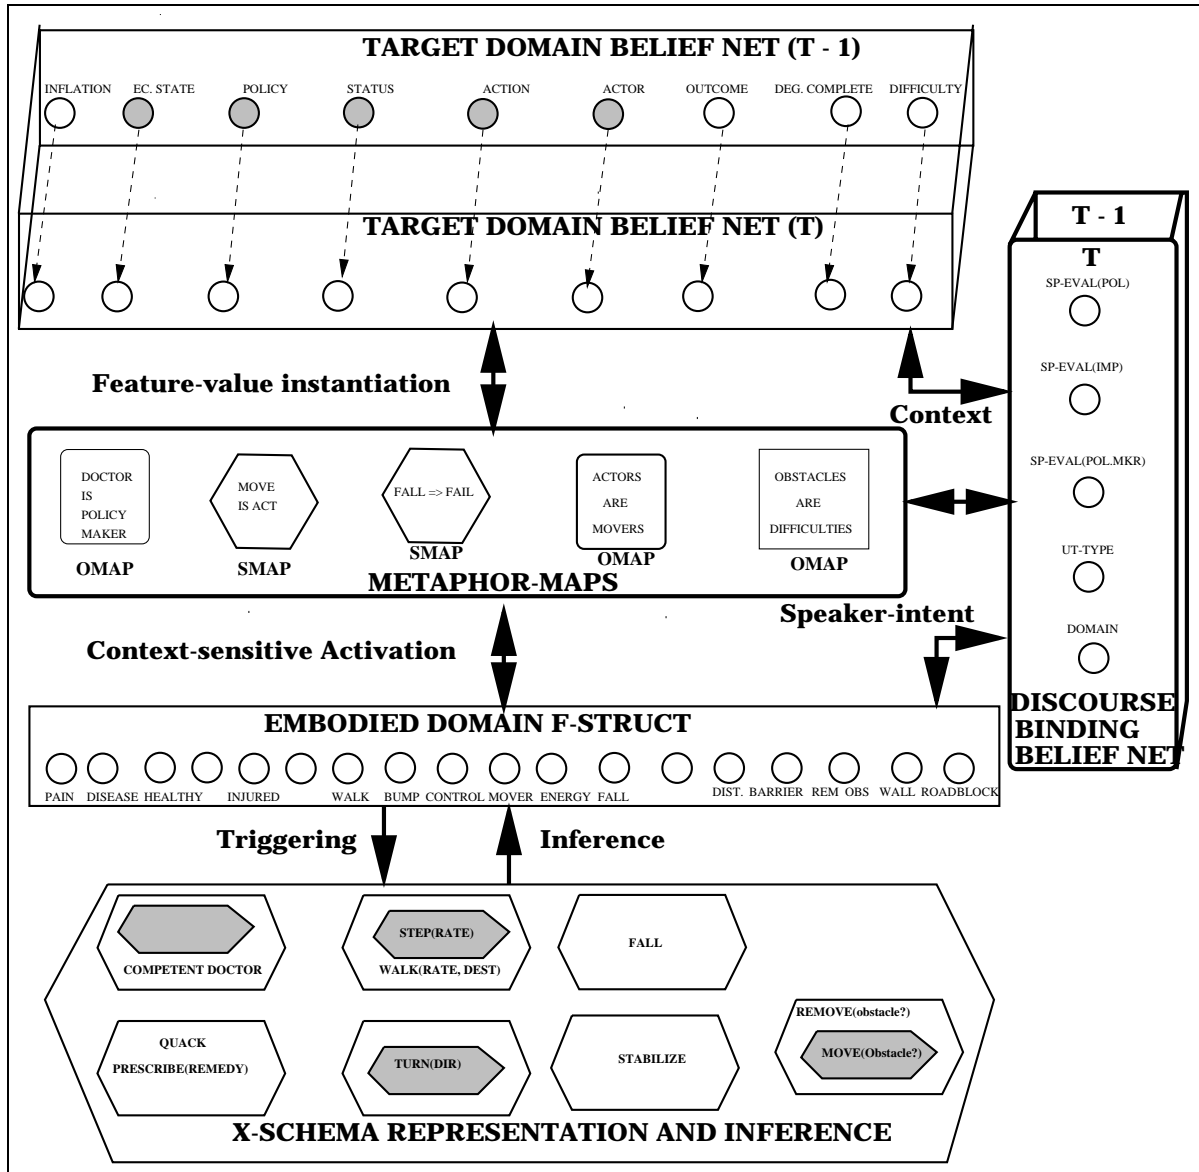 TARGET DOMAIN BELIEF NET (T - 1)
INFLATION EC. STATE POLICY STATUS ACTION ACTOR OUTCOME DEG. COMPLETE DIFFICULTY
TARGET DOMAIN BELIEF NET (T)
T - 1
T
SP-EVAL(POL)
SP-EVAL(IMP)
SP-EVAL(POL.MKR)
UT-TYPE
DOMAIN
DISCOURSE
BINDING
BELIEF NET
Feature-value instantiation
Context
DOCTOR
IS
POLICY
MAKER
OMAP
MOVE
IS ACT
SMAP
FALL => FAIL
SMAP
ACTORS
ARE
MOVERS
OMAP
OBSTACLES
ARE
DIFFICULTIES
OMAP
METAPHOR-MAPS
Speaker-intent
Context-sensitive Activation
EMBODIED DOMAIN F-STRUCT
PAIN DISEASE HEALTHY INJURED WALK BUMP CONTROL MOVER ENERGY FALL DIST. BARRIER REM OBS WALL ROADBLOCK
Triggering
Inference
COMPETENT DOCTOR
STEP(RATE)
WALK(RATE, DEST)
FALL
REMOVE(obstacle?)
MOVE(Obstacle?)
QUACK
PRESCRIBE(REMEDY)
TURN(DIR)
STABILIZE
X-SCHEMA REPRESENTATION AND INFERENCE